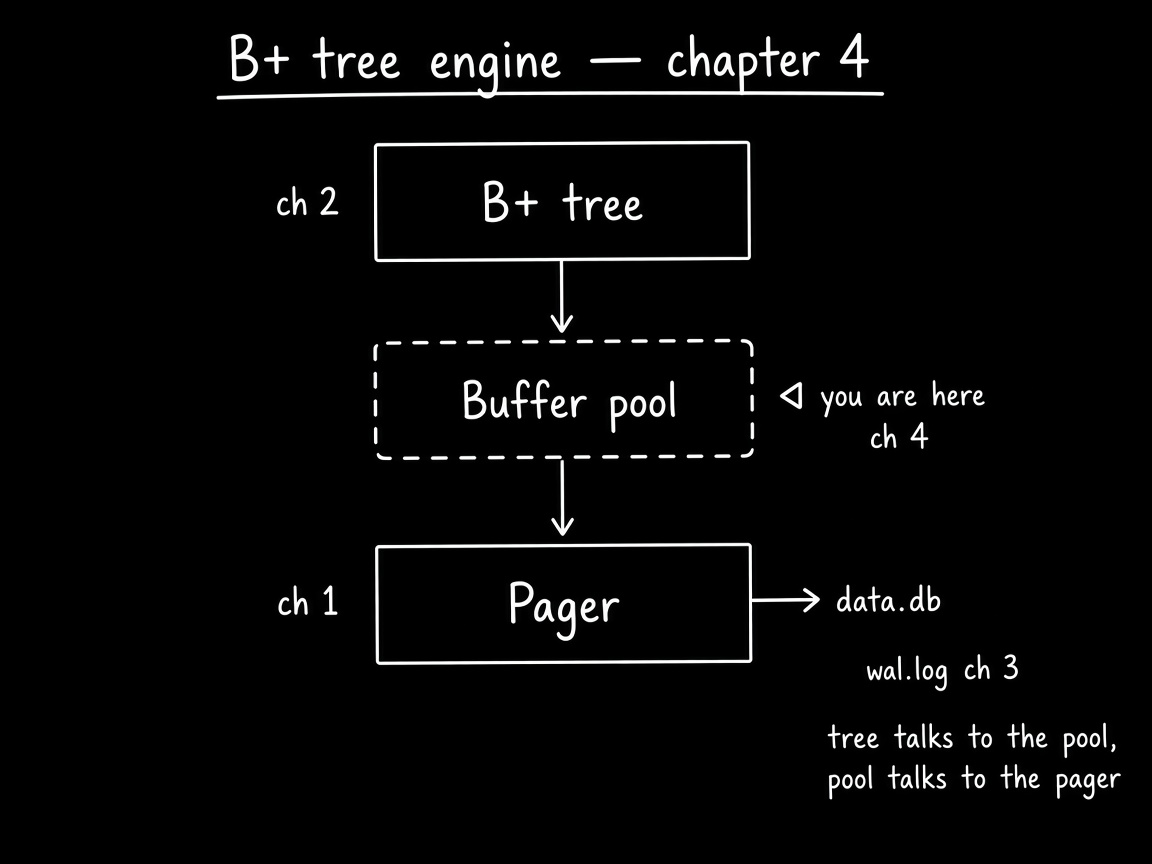 B+ tree engine — chapter 4
ch 2
B+ tree
Buffer pool
you are here
ch 4
ch 1
Pager
data.db
wal.log ch 3
tree talks to the pool,
pool talks to the pager